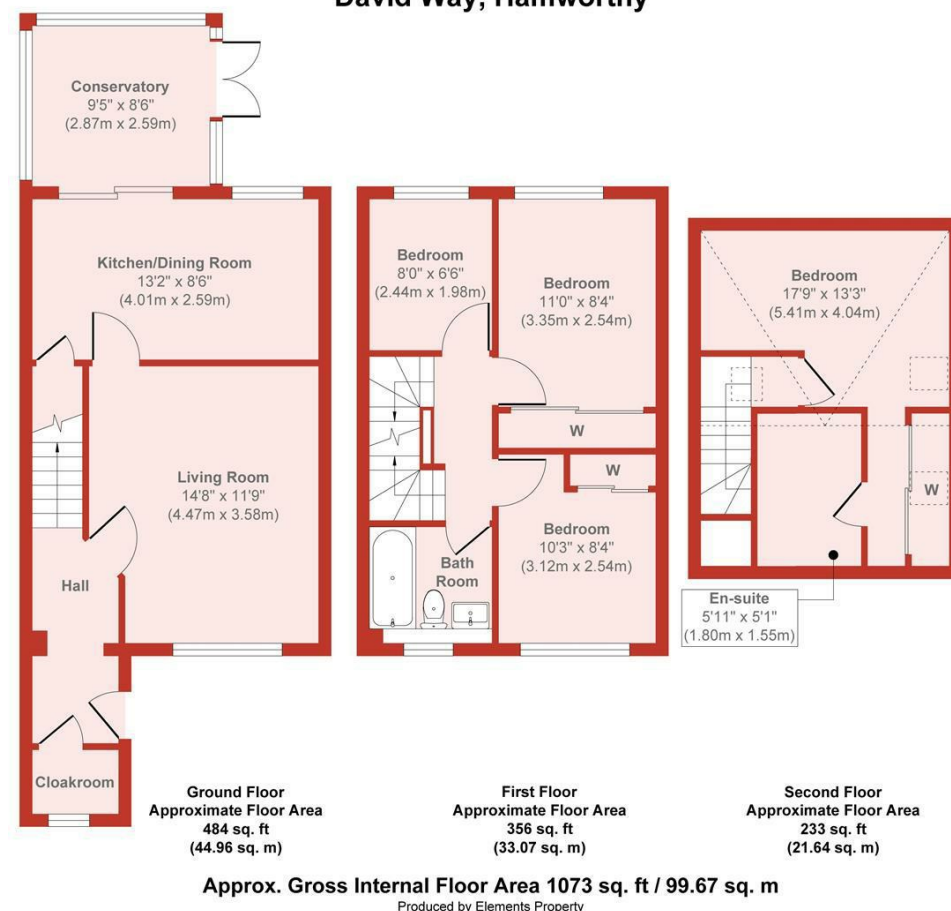 David Way, Hamworthy
Conservatory
9'5" x 8'6"
(2.87m x 2.59m)
Kitchen/Dining Room
13'2" x 8'6"
(4.01m x 2.59m)
Living Room
14'8" x 11'9"
(4.47m x 3.58m)
Hall
Cloakroom
Bedroom
8'0" x 6'6"
(2.44m x 1.98m)
Bedroom
11'0" x 8'4"
(3.35m x 2.54m)
W
W
Bedroom
10'3" x 8'4"
(3.12m x 2.54m)
Bath
Room
Bedroom
17'9" x 13'3"
(5.41m x 4.04m)
W
En-suite
5'11" x 5'1"
(1.80m x 1.55m)
Ground Floor
Approximate Floor Area
484 sq. ft
(44.96 sq. m)
First Floor
Approximate Floor Area
356 sq. ft
(33.07 sq. m)
Second Floor
Approximate Floor Area
233 sq. ft
(21.64 sq. m)
Approx. Gross Internal Floor Area 1073 sq. ft / 99.67 sq. m
Produced by Elements Property